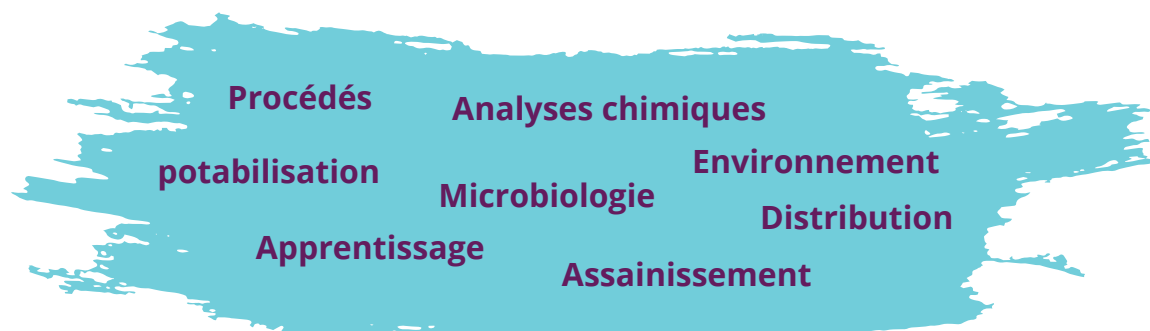 Procédés
Analyses chimiques
Environnement
potabilisation
Microbiologie
Distribution
Apprentissage
Assainissement